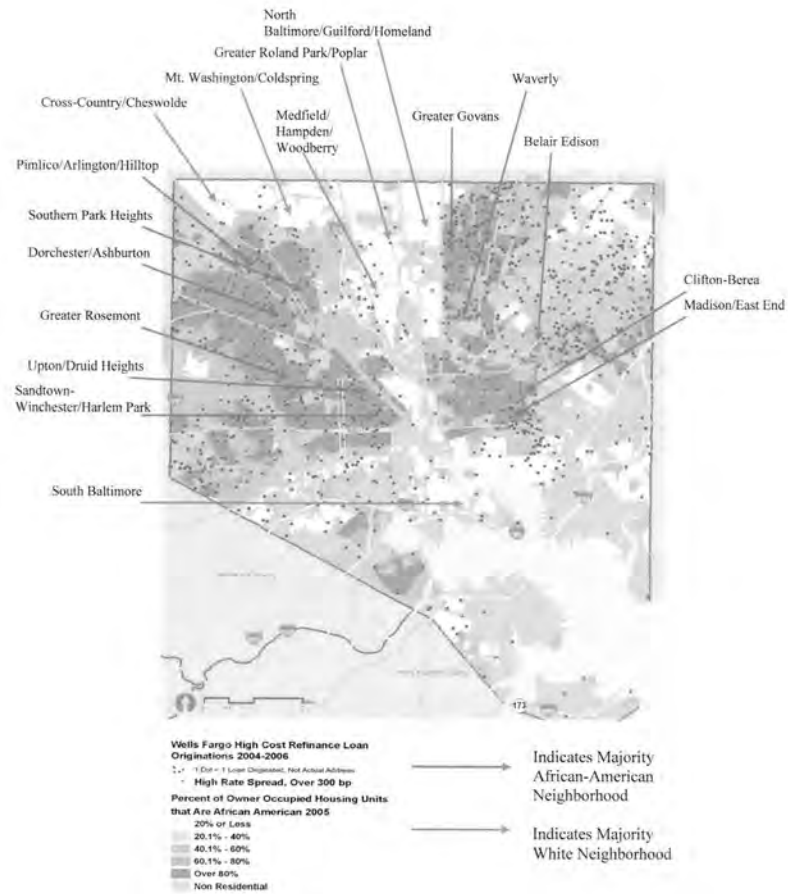 North
Baltimore/Guilford/Homeland
Greater Roland Park/Poplar
Mt. Washington/Coldspring
Waverly
Cross-Country/Cheswolde
Medfield/
Hampden/
Woodberry
Greater Govans
Belair Edison
Pimlico/Arlington/Hilltop
Southern Park Heights
Dorchester/Ashburton
Clifton-Berea
Madison/East End
Greater Rosemont
Upton/Druid Heights
Sandtown-
Winchester/Harlem Park
South Baltimore
173
Wells Fargo High Cost Refinance Loan
Originations 2004-2006
1 Dot = 1 Loan Originated, Not Actual Address
High Rate Spread, Over 300 bp
Percent of Owner Occupied Housing Units
that Are African American 2005
20% or Less
20.1% - 40%
40.1% - 60%
60.1% - 80%
Over 80%
Non Residential
Indicates Majority
African-American
Neighborhood
Indicates Majority
White Neighborhood